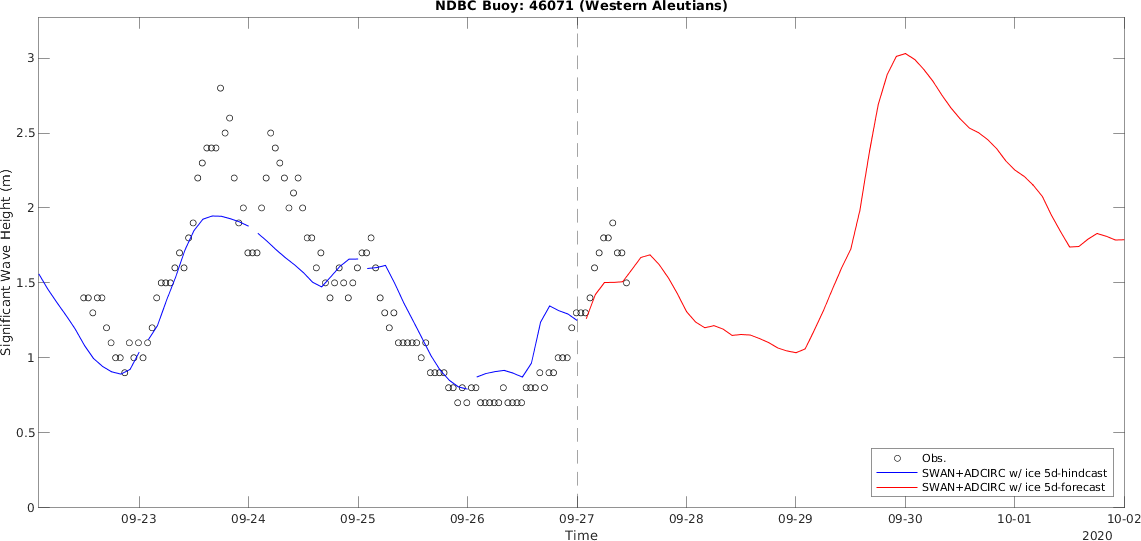 NDBC Buoy: 46071 (Western Aleutians)
Significant Wave Height (m)
3
2.5
2
1.5
1
0.5
0
Obs.
SWAN+ADCIRC w/ ice 5d-hindcast
SWAN+ADCIRC w/ ice 5d-forecast
09-23 09-24 09-25 09-26 09-27 09-28 09-29 09-30 10-01 10-02
Time
2020